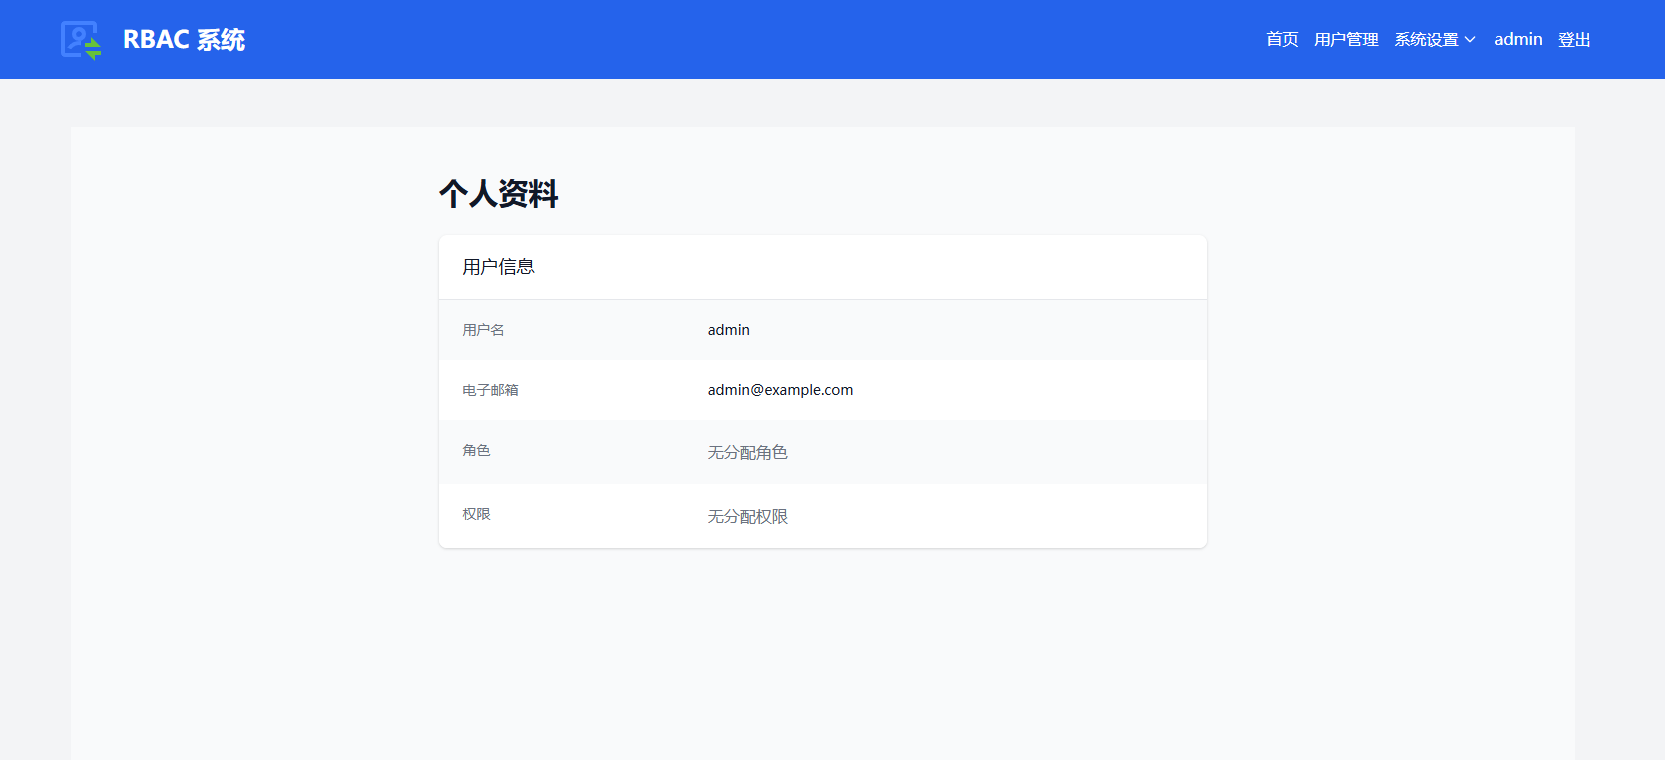 RBAC 系统
首页 用户管理 系统设置 admin 登出
个人资料
用户信息
用户名 admin
电子邮箱 admin@example.com
角色 无分配角色
权限 无分配权限